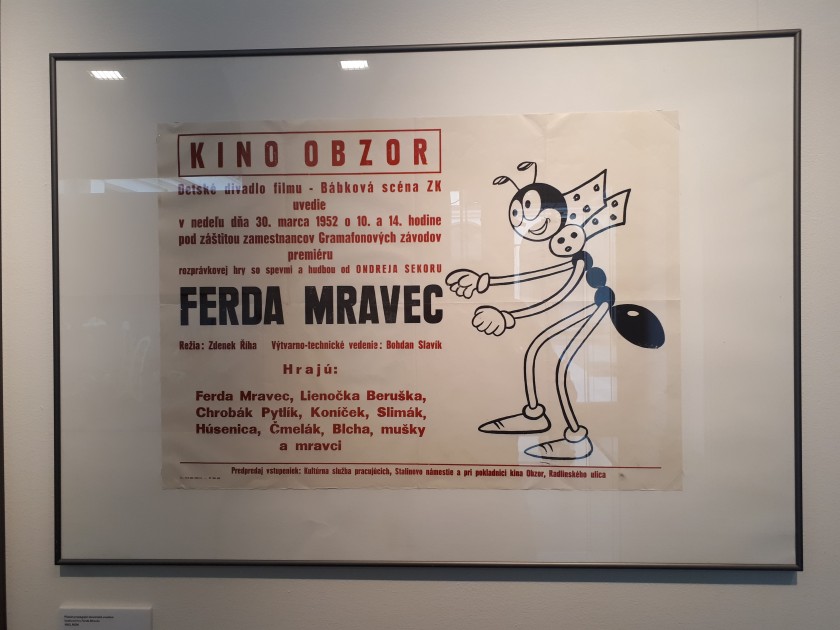 KINO OBZOR
Detské divadlo filmu - Bábková scéna ZK
uvedie
v nedeľu dňa 30. marca 1952 o 10. a 14. hodine
pod záštitou zamestnancov Gramafonových závodov
premiéru
rozprávkovej hry so spevmi a hudbou od ONDREJA SEKORU
FERDA MRAVEC
Režia: Zdenek Říha Výtvarno-technické vedenie: Bohdan Slavík
Hrajú:
Ferda Mravec, Lienočka Beruška,
Chrobák Pytlík, Koníček, Slimák,
Húsenica, Čmelák, Blcha, mušky
a mravci
Predpredaj vstupeniek: Kultúrna služba pracujúcich, Stalinovo námestie a pri pokladnici kina Obzor, Radlinského ulica